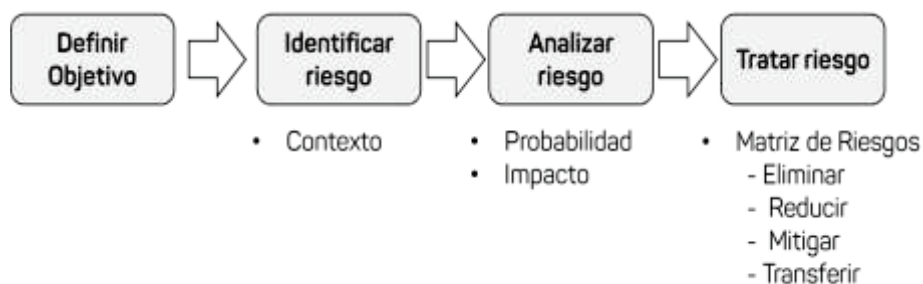 Definir
Objetivo
Identificar
riesgo
Analizar
riesgo
Tratar riesgo
• Contexto
• Probabilidad
• Impacto
• Matriz de Riesgos
- Eliminar
- Reducir
- Mitigar
- Transferir